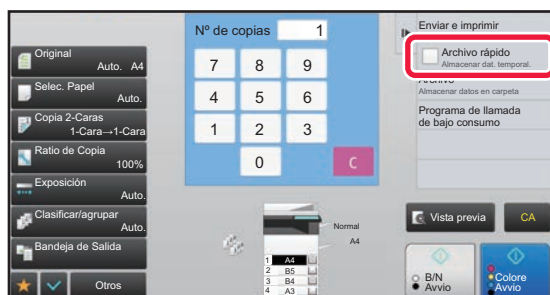 Original
Auto. A4
Selec. Papel
Auto.
Copia 2-Caras
1-Cara→1-Cara
Ratio de Copia
100%
Exposición
Auto.
Clasificar/agrupar
Auto.
Bandeja de Salida
Otros
Nº de copias 1
7 8 9
4 5 6
1 2 3
0 C
Normal
A4
1 A4
2 B5
3 B4
4 A3
Enviar e imprimir
Archivo rápido
Almacenar dat. temporal.
Archivo
Almacenar datos en carpeta
Programa de llamada
de bajo consumo
Vista previa
CA
B/N
Avvio
Colore
Avvio